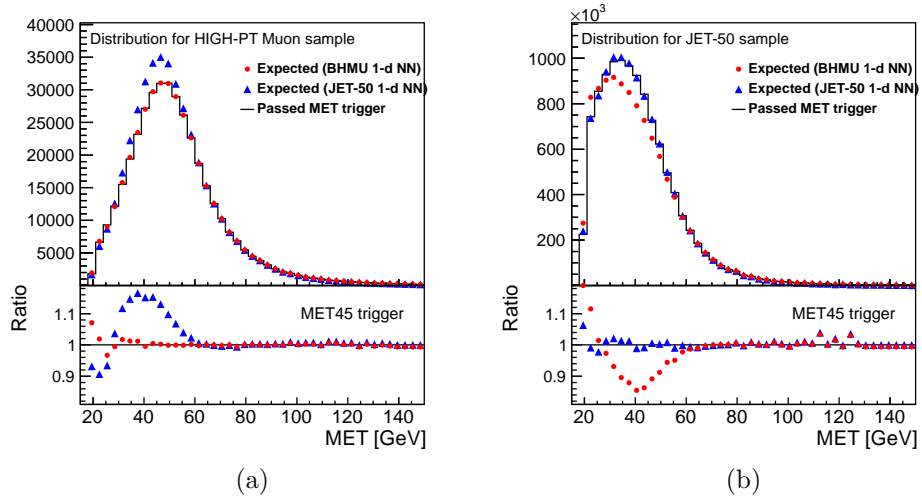 Distribution for HIGH-PT Muon sample
Expected (BHMU 1-d NN)
Expected (JET-50 1-d NN)
Passed MET trigger
40000
35000
30000
25000
20000
15000
10000
5000
Ratio
MET45 trigger
1.1
1
0.9
20 40 60 80 100 120 140
MET [GeV]
(a)
×10³
Distribution for JET-50 sample
Expected (BHMU 1-d NN)
Expected (JET-50 1-d NN)
Passed MET trigger
1000
800
600
400
200
Ratio
MET45 trigger
1.1
1
0.9
20 40 60 80 100 120 140
MET [GeV]
(b)